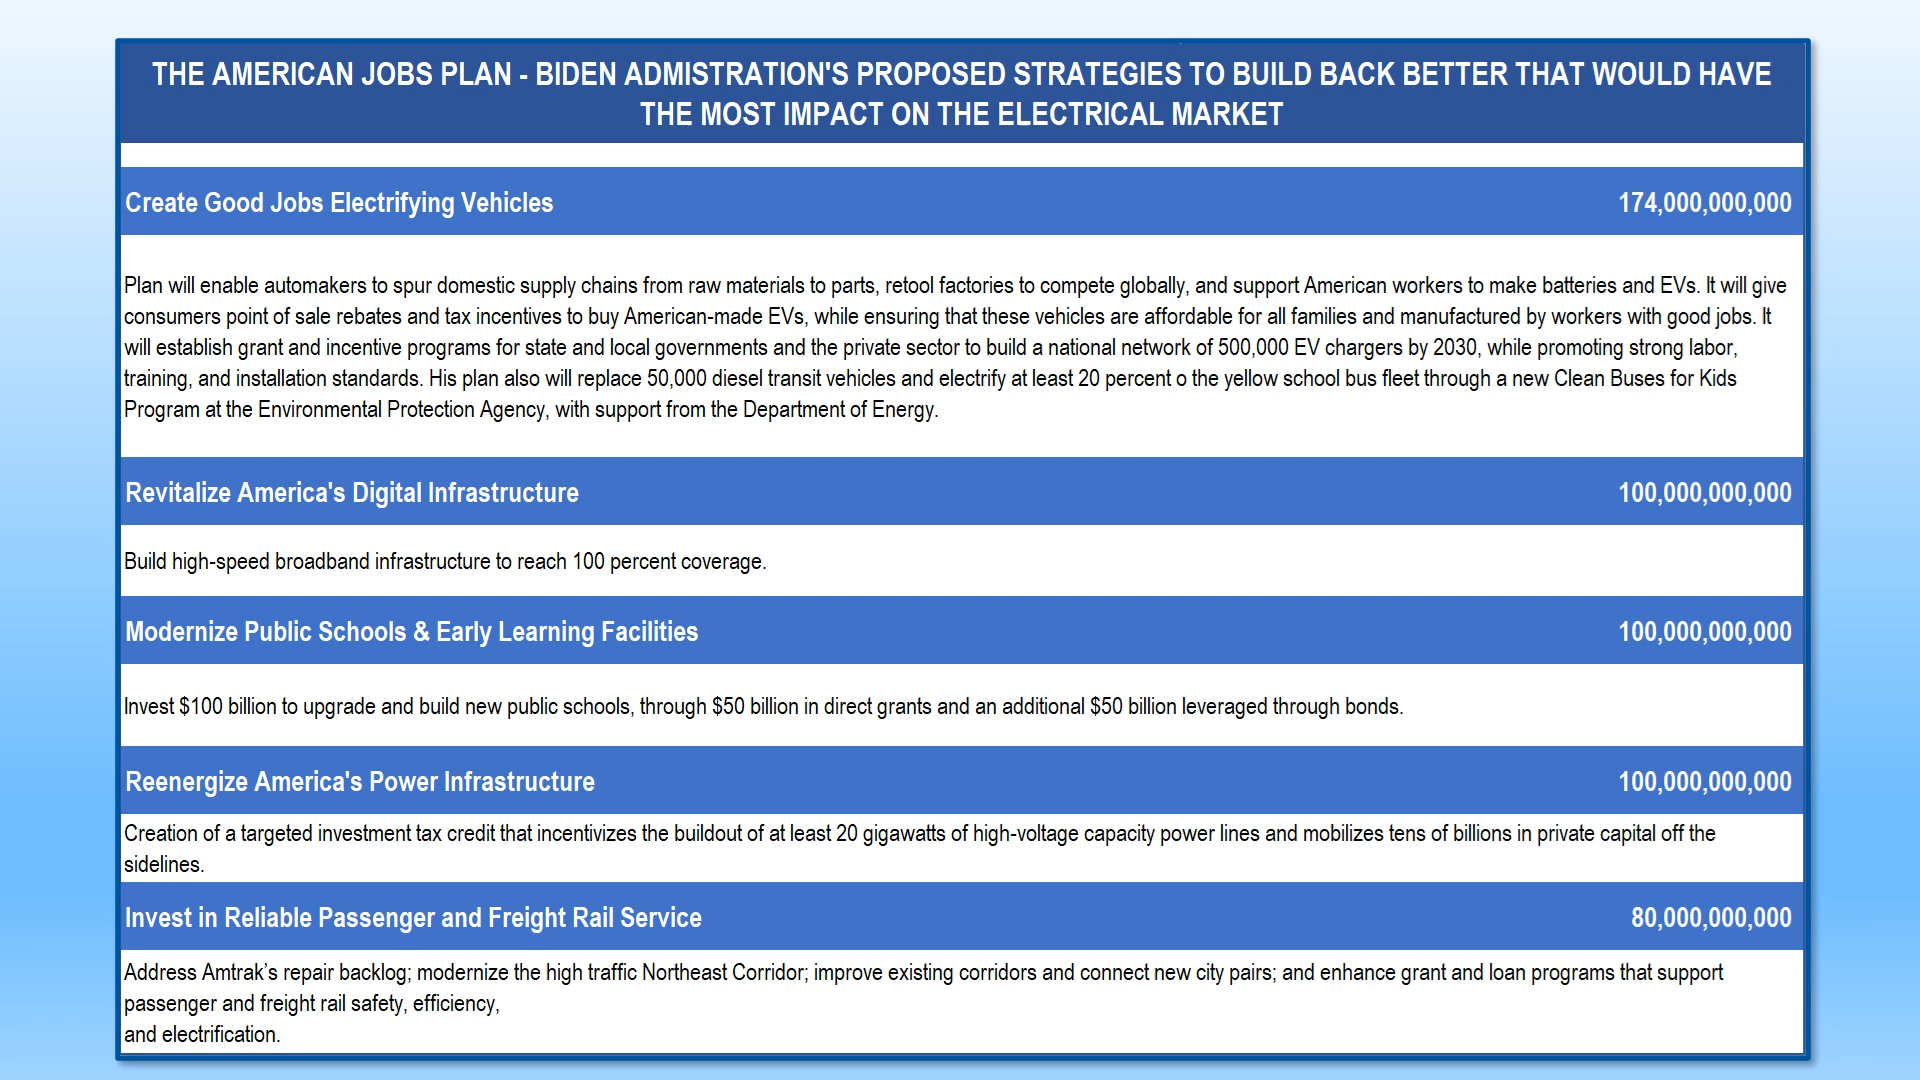 THE AMERICAN JOBS PLAN - BIDEN ADMISTRATION'S PROPOSED STRATEGIES TO BUILD BACK BETTER THAT WOULD HAVE
THE MOST IMPACT ON THE ELECTRICAL MARKET
Create Good Jobs Electrifying Vehicles 174,000,000,000
Plan will enable automakers to spur domestic supply chains from raw materials to parts, retool factories to compete globally, and support American workers to make batteries and EVs. It will give
consumers point of sale rebates and tax incentives to buy American-made EVs, while ensuring that these vehicles are affordable for all families and manufactured by workers with good jobs. It
will establish grant and incentive programs for state and local governments and the private sector to build a national network of 500,000 EV chargers by 2030, while promoting strong labor,
training, and installation standards. His plan also will replace 50,000 diesel transit vehicles and electrify at least 20 percent o the yellow school bus fleet through a new Clean Buses for Kids
Program at the Environmental Protection Agency, with support from the Department of Energy.
Revitalize America's Digital Infrastructure 100,000,000,000
Build high-speed broadband infrastructure to reach 100 percent coverage.
Modernize Public Schools & Early Learning Facilities 100,000,000,000
Invest $100 billion to upgrade and build new public schools, through $50 billion in direct grants and an additional $50 billion leveraged through bonds.
Reenergize America's Power Infrastructure 100,000,000,000
Creation of a targeted investment tax credit that incentivizes the buildout of at least 20 gigawatts of high-voltage capacity power lines and mobilizes tens of billions in private capital off the
sidelines.
Invest in Reliable Passenger and Freight Rail Service 80,000,000,000
Address Amtrak’s repair backlog; modernize the high traffic Northeast Corridor; improve existing corridors and connect new city pairs; and enhance grant and loan programs that support
passenger and freight rail safety, efficiency,
and electrification.